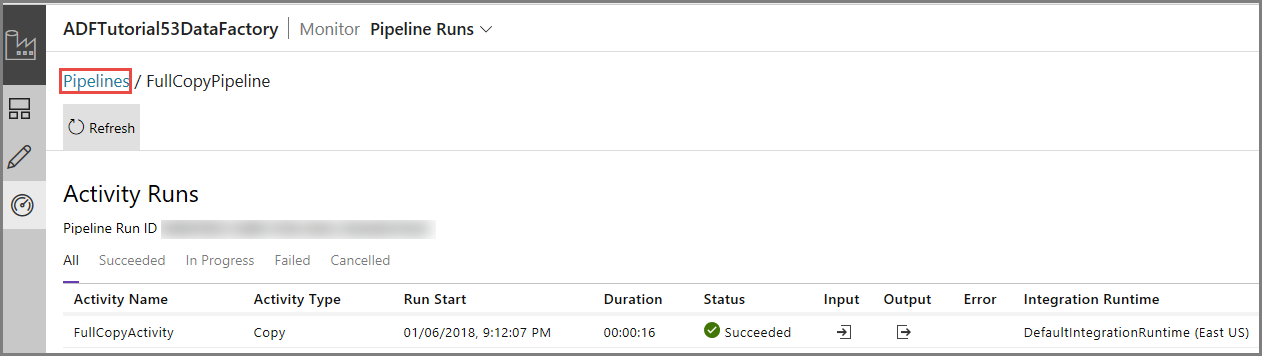 ADFTutorial53DataFactory Monitor Pipeline Runs
Pipelines / FullCopyPipeline
Refresh
Activity Runs
Pipeline Run ID
All Succeeded In Progress Failed Cancelled
Activity Name Activity Type Run Start Duration Status Input Output Error Integration Runtime
FullCopyActivity Copy 01/06/2018, 9:12:07 PM 00:00:16 Succeeded DefaultIntegrationRuntime (East US)